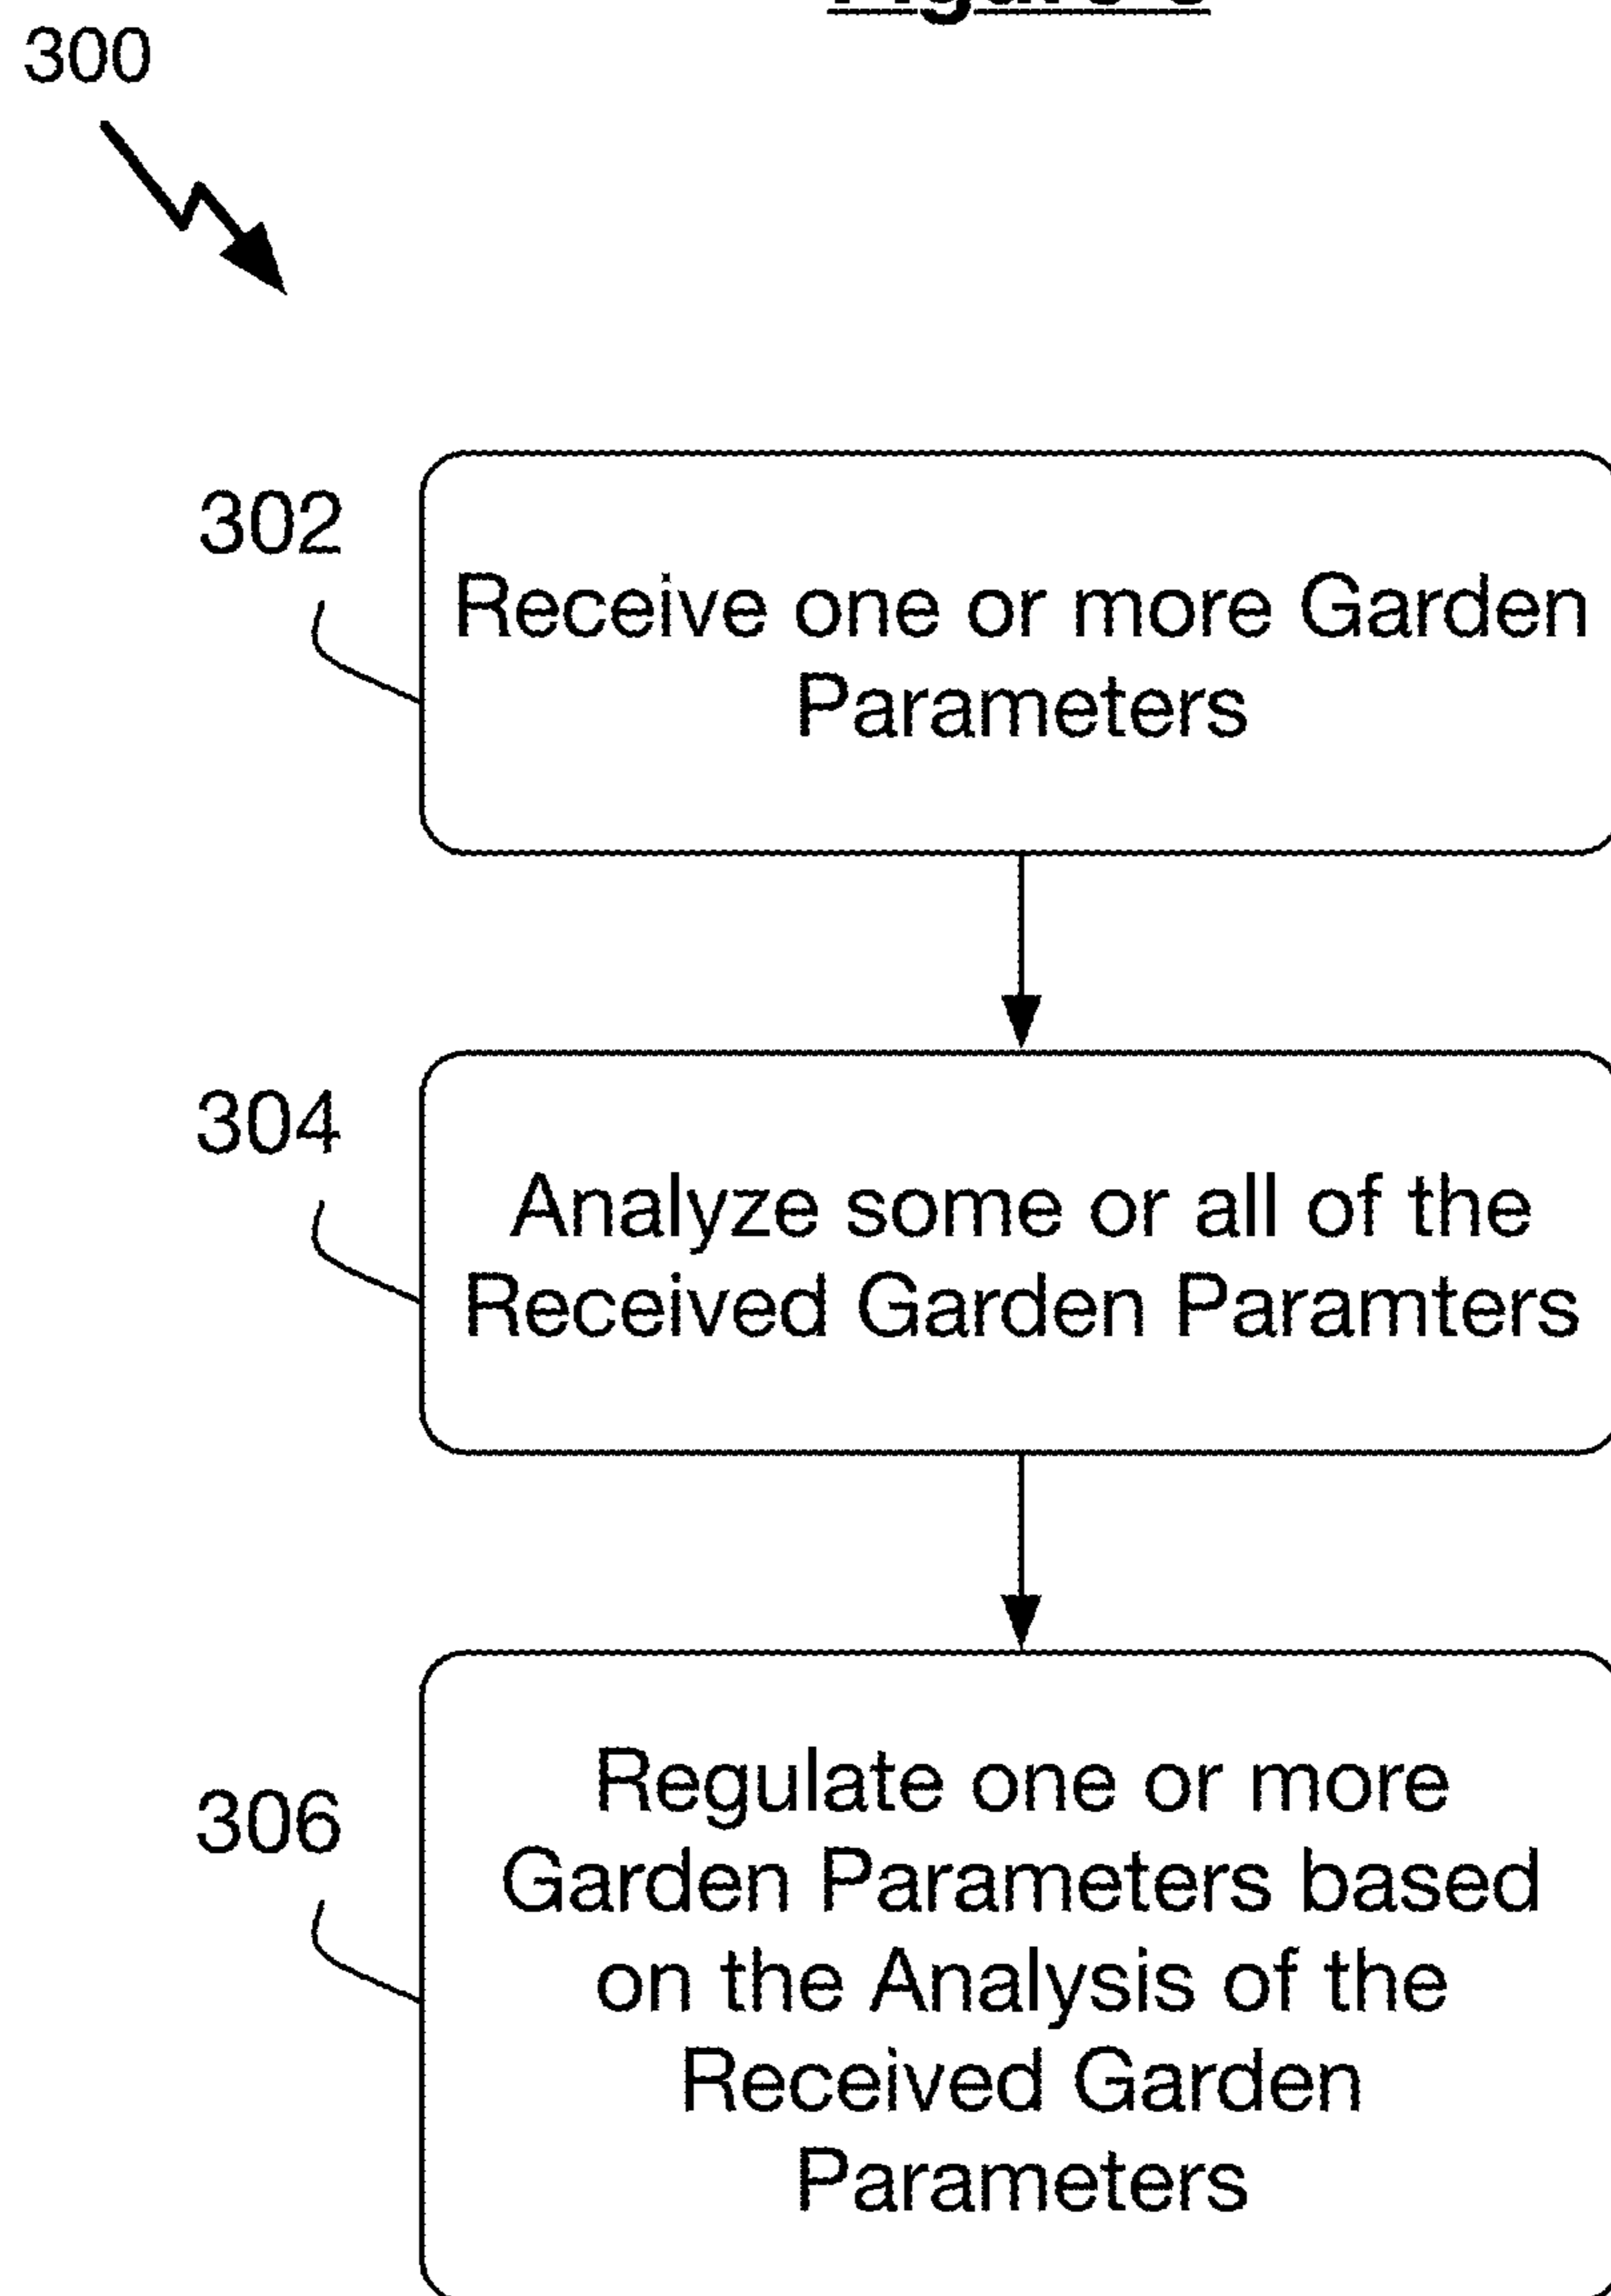 300
302
Receive one or more Garden
Parameters
304
Analyze some or all of the
Received Garden Paramters
306
Regulate one or more
Garden Parameters based
on the Analysis of the
Received Garden
Parameters